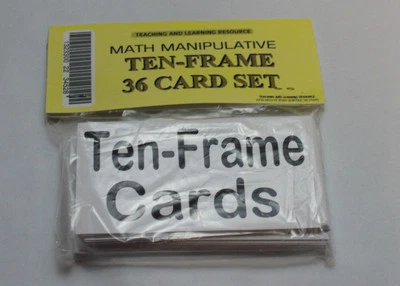 TEACHING AND LEARNING RESOURCE
MATH MANIPULATIVE
TEN-FRAME
36 CARD SET
Ten-Frame
Cards